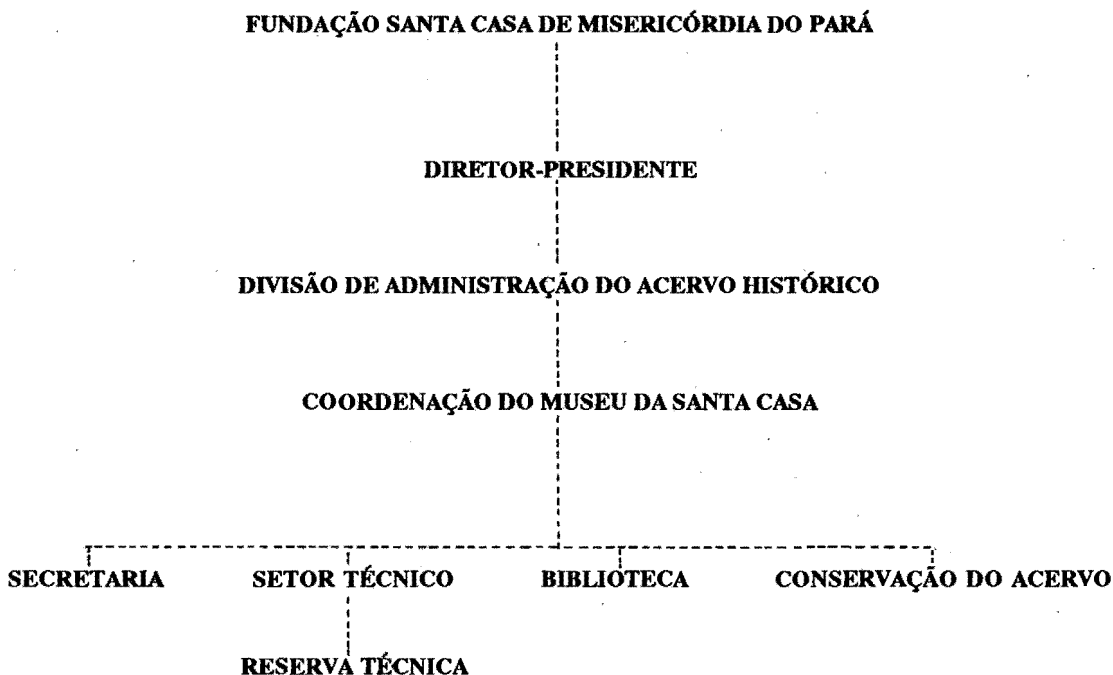 FUNDAÇÃO SANTA CASA DE MISERICÓRDIA DO PARÁ
DIRETOR-PRESIDENTE
DIVISÃO DE ADMINISTRAÇÃO DO ACERVO HISTÓRICO
COORDENAÇÃO DO MUSEU DA SANTA CASA
SECRETARIA SETOR TÉCNICO BIBLIOTECA CONSERVAÇÃO DO ACERVO
RESERVA TÉCNICA